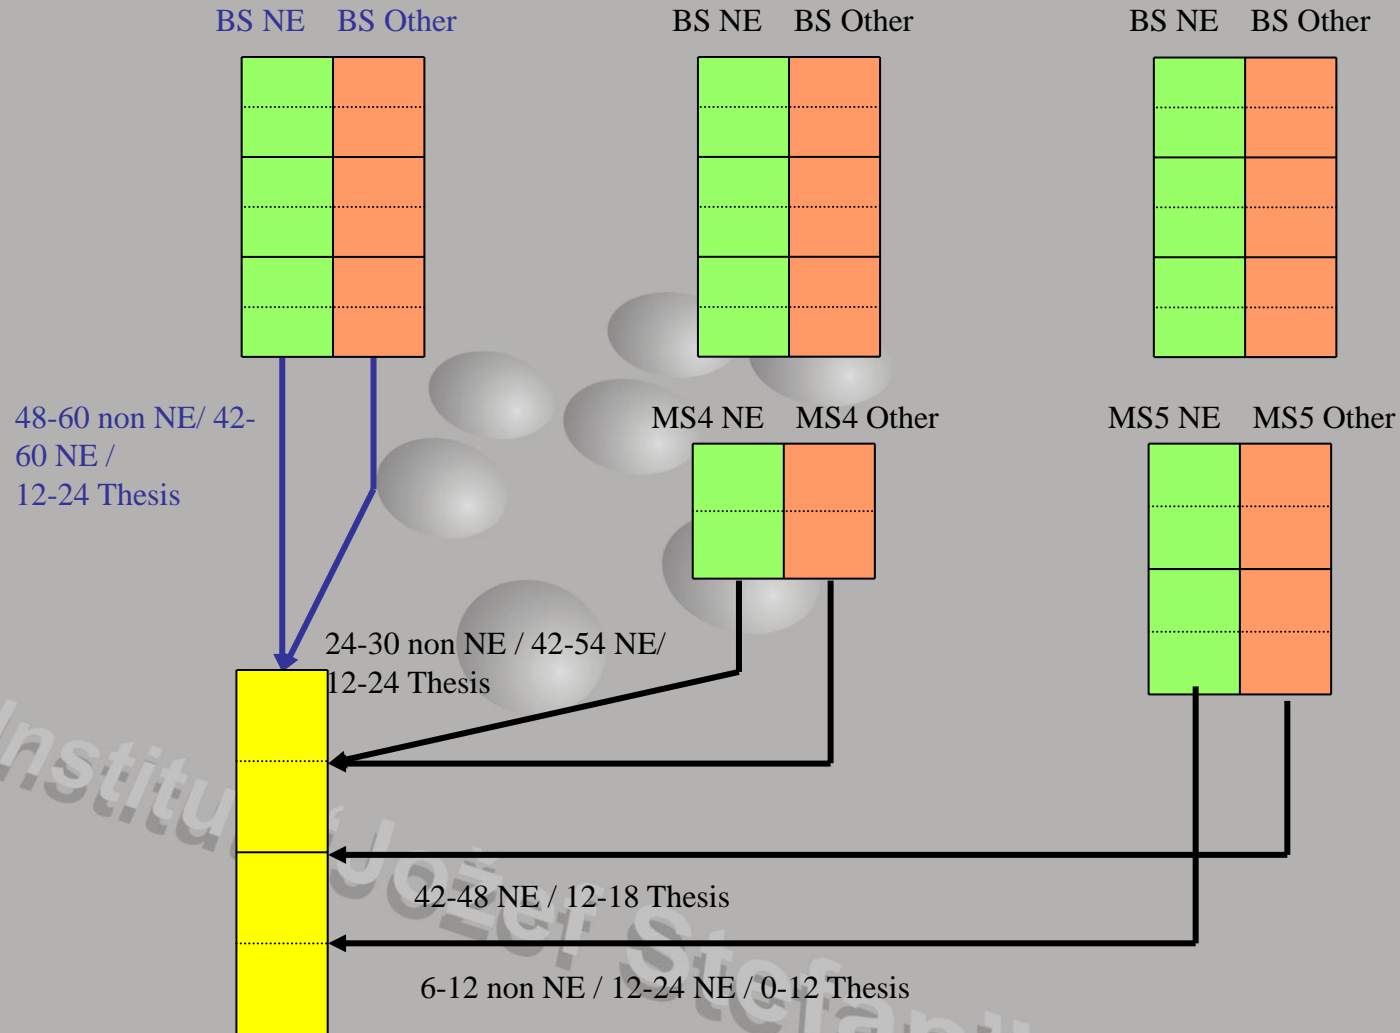 BS NE BS Other
BS NE BS Other
BS NE BS Other
48-60 non NE/ 42-
60 NE /
12-24 Thesis
MS4 NE MS4 Other
MS5 NE MS5 Other
24-30 non NE / 42-54 NE/
12-24 Thesis
42-48 NE / 12-18 Thesis
6-12 non NE / 12-24 NE / 0-12 Thesis
Jožef